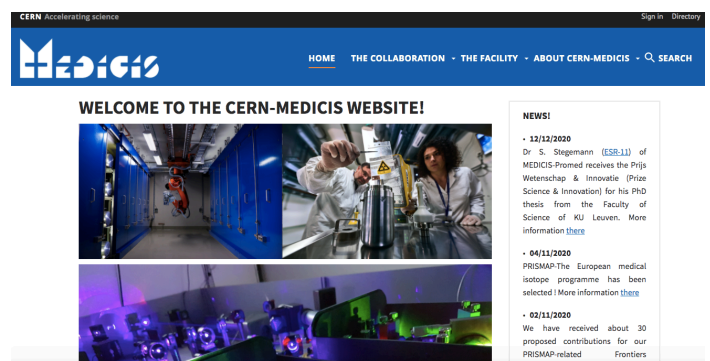 CERN Accelerating science
Sign in Directory
MEDICIS
HOME THE COLLABORATION THE FACILITY ABOUT CERN-MEDICIS SEARCH
WELCOME TO THE CERN-MEDICIS WEBSITE!
NEWS!
• 12/12/2020
Dr S. Stegemann (ESR-11) of
MEDICIS-Promed receives the Prijs
Wetenschap & Innovatie (Prize
Science & Innovation) for his PhD
thesis from the Faculty of
Science of KU Leuven. More
information there
• 04/11/2020
PRISMAP-The European medical
isotope programme has been
selected ! More information there
• 02/11/2020
We have received about 30
proposed contributions for our
PRISMAP-related Frontiers